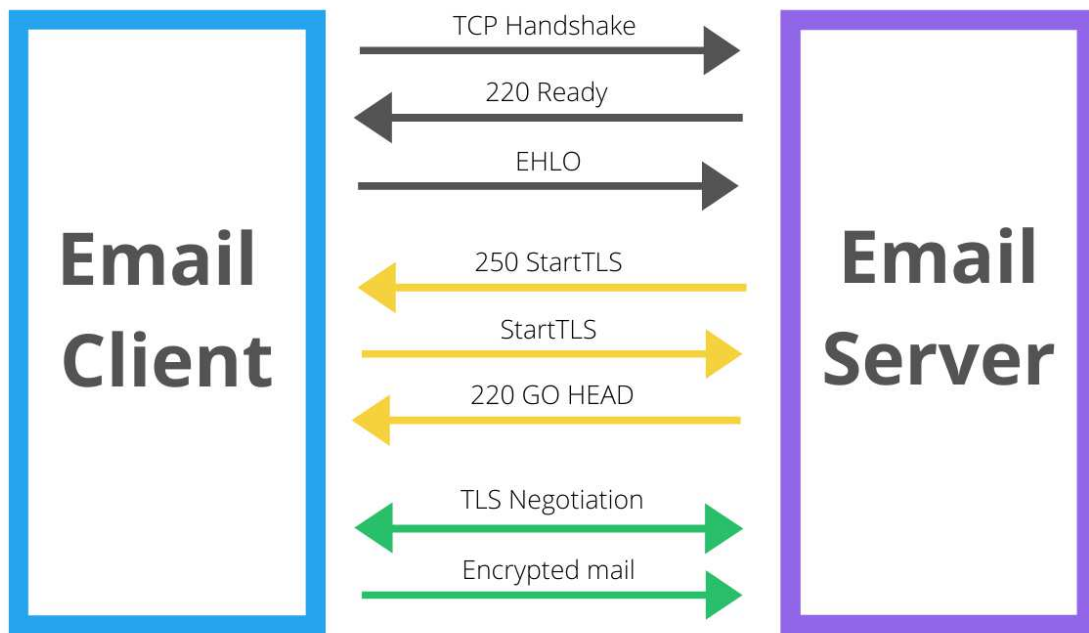 TCP Handshake
220 Ready
EHLO
Email
Client
Email
Server
250 StartTLS
StartTLS
220 GO HEAD
TLS Negotiation
Encrypted mail